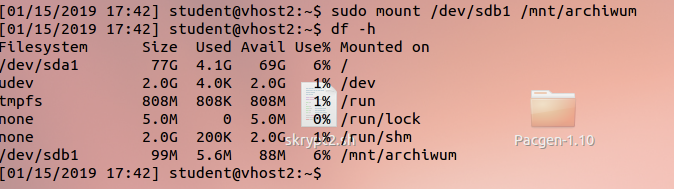 [01/15/2019 17:42] student@vhost2:~$ sudo mount /dev/sdb1 /mnt/archiwum
[01/15/2019 17:42] student@vhost2:~$ df -h
Filesystem      Size  Used Avail Use% Mounted on
/dev/sda1        77G  4.1G   69G   6% /
udev            2.0G  4.0K  2.0G   1% /dev
tmpfs           808M  808K  808M   1% /run
none            5.0M     0  5.0M   0% /run/lock
none            2.0G  200K  2.0G   1% /run/shm
/dev/sdb1        99M  5.6M   88M   6% /mnt/archiwum
[01/15/2019 17:42] student@vhost2:~$
skrypt2.sh
Pacgen-1.10